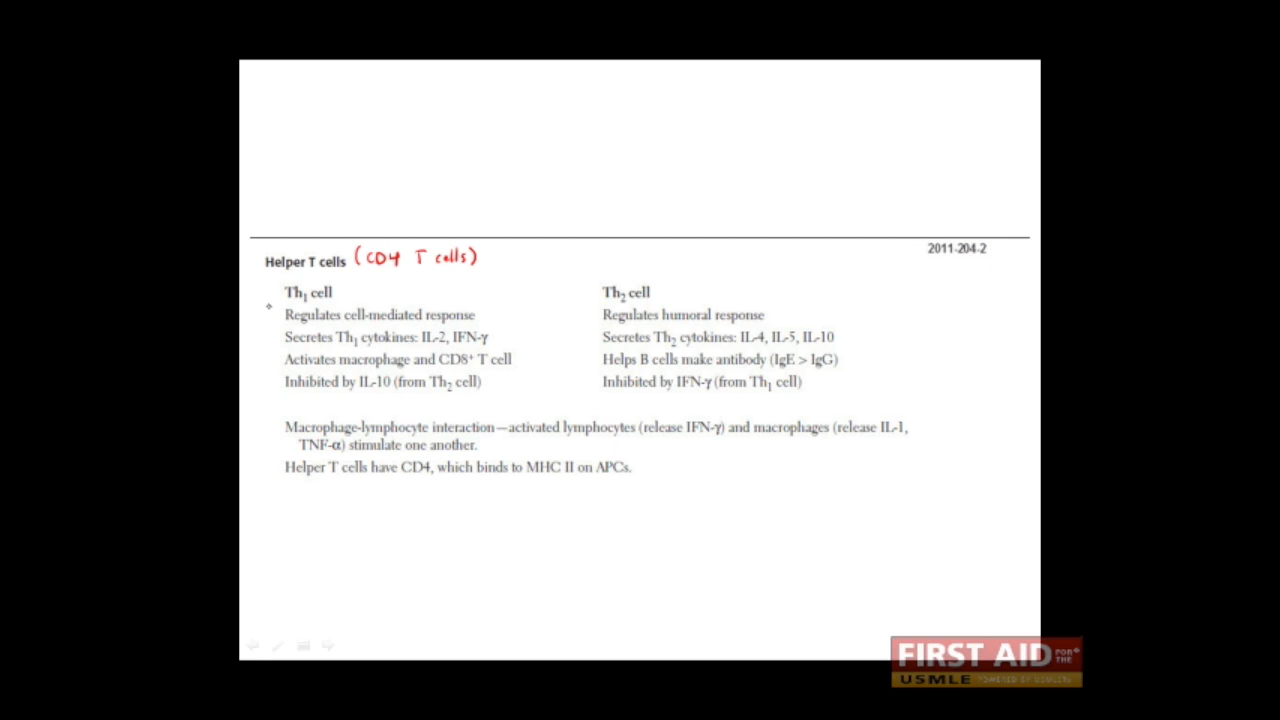 2011-204-2
Helper T cells (CD4 T cells)
Th₁ cell
Regulates cell-mediated response
Secretes Th₁ cytokines: IL-2, IFN-γ
Activates macrophage and CD8⁺ T cell
Inhibited by IL-10 (from Th₂ cell)
Th₂ cell
Regulates humoral response
Secretes Th₂ cytokines: IL-4, IL-5, IL-10
Helps B cells make antibody (IgE > IgG)
Inhibited by IFN-γ (from Th₁ cell)
Macrophage-lymphocyte interaction—activated lymphocytes (release IFN-γ) and macrophages (release IL-1,
TNF-α) stimulate one another.
Helper T cells have CD4, which binds to MHC II on APCs.
FIRST AID FOR THE
USMLE POWERED BY